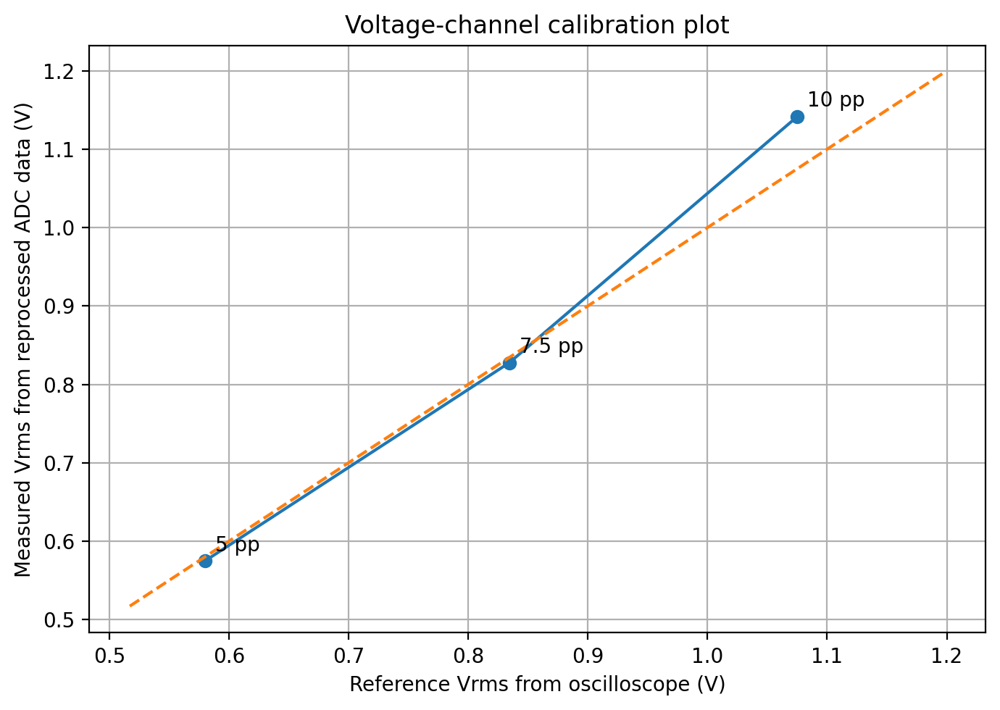 Voltage-channel calibration plot
Measured Vrms from reprocessed ADC data (V)
1.2
1.1
1.0
0.9
0.8
0.7
0.6
0.5
10 pp
7.5 pp
5 pp
0.5 0.6 0.7 0.8 0.9 1.0 1.1 1.2
Reference Vrms from oscilloscope (V)